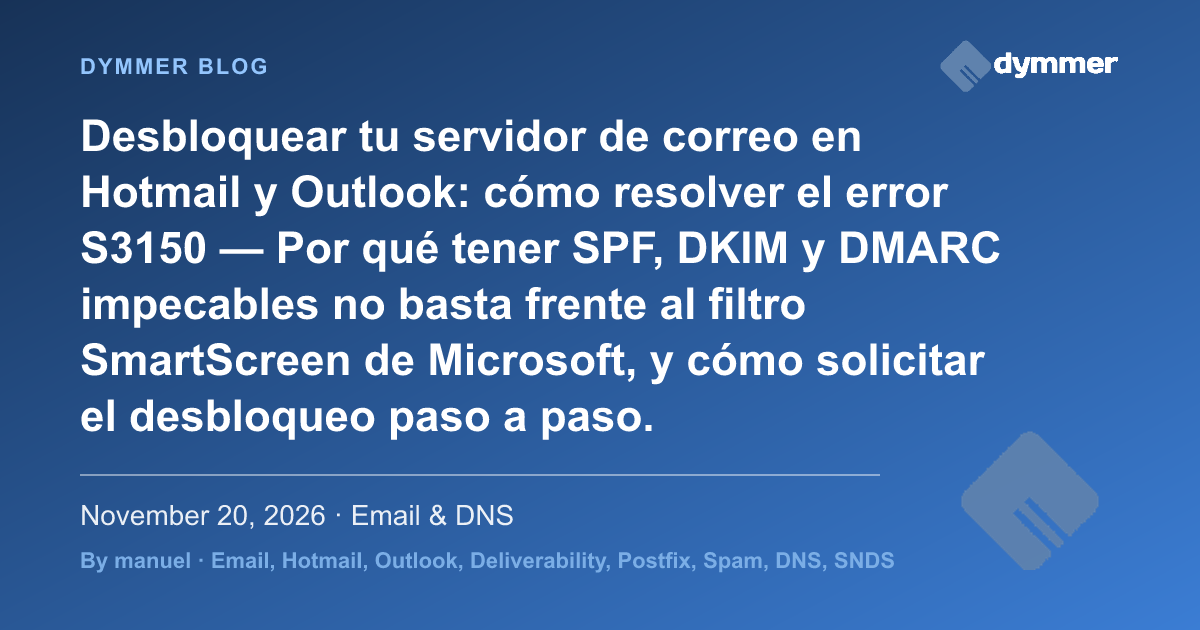 DYMMER BLOG
dymmer
Desbloquear tu servidor de correo en
Hotmail y Outlook: cómo resolver el error
S3150 — Por qué tener SPF, DKIM y DMARC
impecables no basta frente al filtro
SmartScreen de Microsoft, y cómo solicitar
el desbloqueo paso a paso.
November 20, 2026 · Email & DNS
By manuel · Email, Hotmail, Outlook, Deliverability, Postfix, Spam, DNS, SNDS